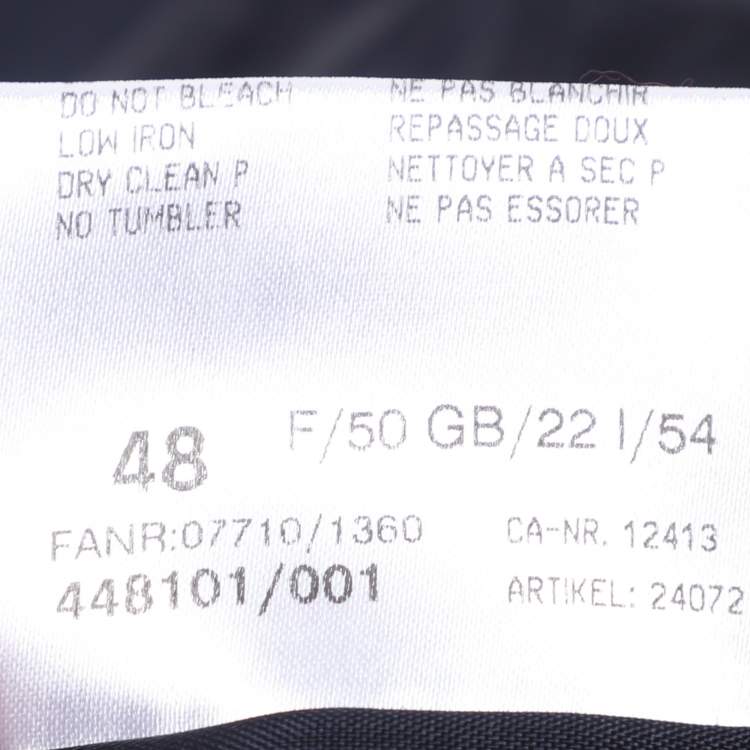 DO NOT BLEACH
LOW IRON
DRY CLEAN P
NO TUMBLER
NE PAS BLANCHIR
REPASSAGE DOUX
NETTOYER A SEC P
NE PAS ESSORER
48 F/50 GB/22 I/54
FANR:07710/1360 CA-NR. 12413
448101/001 ARTIKEL: 24072